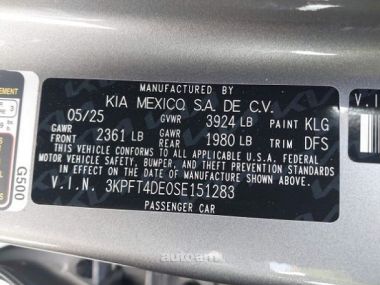 MANUFACTURED BY
KIA MEXICO, S.A. DE C.V.
05/25 GVWR 3924 LB PAINT KLG
GAWR FRONT 2361 LB GAWR REAR 1980 LB TRIM DFS
THIS VEHICLE CONFORMS TO ALL APPLICABLE U.S.A. FEDERAL
MOTOR VEHICLE SAFETY, BUMPER, AND THEFT PREVENTION STANDARDS
IN EFFECT ON THE DATE OF MANUFACTURE SHOWN ABOVE.
V.I.N. 3KPFT4DE0SE151283
PASSENGER CAR
G500
V.I.
autoam